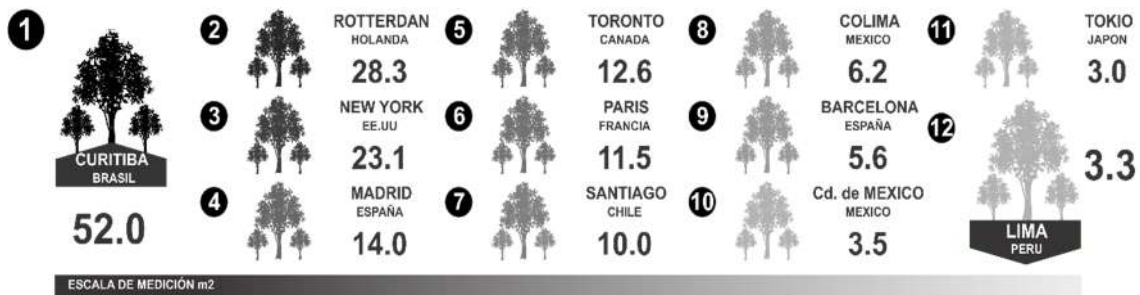 1
CURITIBA
BRASIL
52.0
2
ROTTERDAN
HOLANDA
28.3
3
NEW YORK
EE.UU
23.1
4
MADRID
ESPAÑA
14.0
5
TORONTO
CANADA
12.6
6
PARIS
FRANCIA
11.5
7
SANTIAGO
CHILE
10.0
8
COLIMA
MEXICO
6.2
9
BARCELONA
ESPAÑA
5.6
10
Cd. de MEXICO
MEXICO
3.5
11
TOKIO
JAPON
3.0
12
3.3
LIMA
PERU
ESCALA DE MEDICIÓN m2